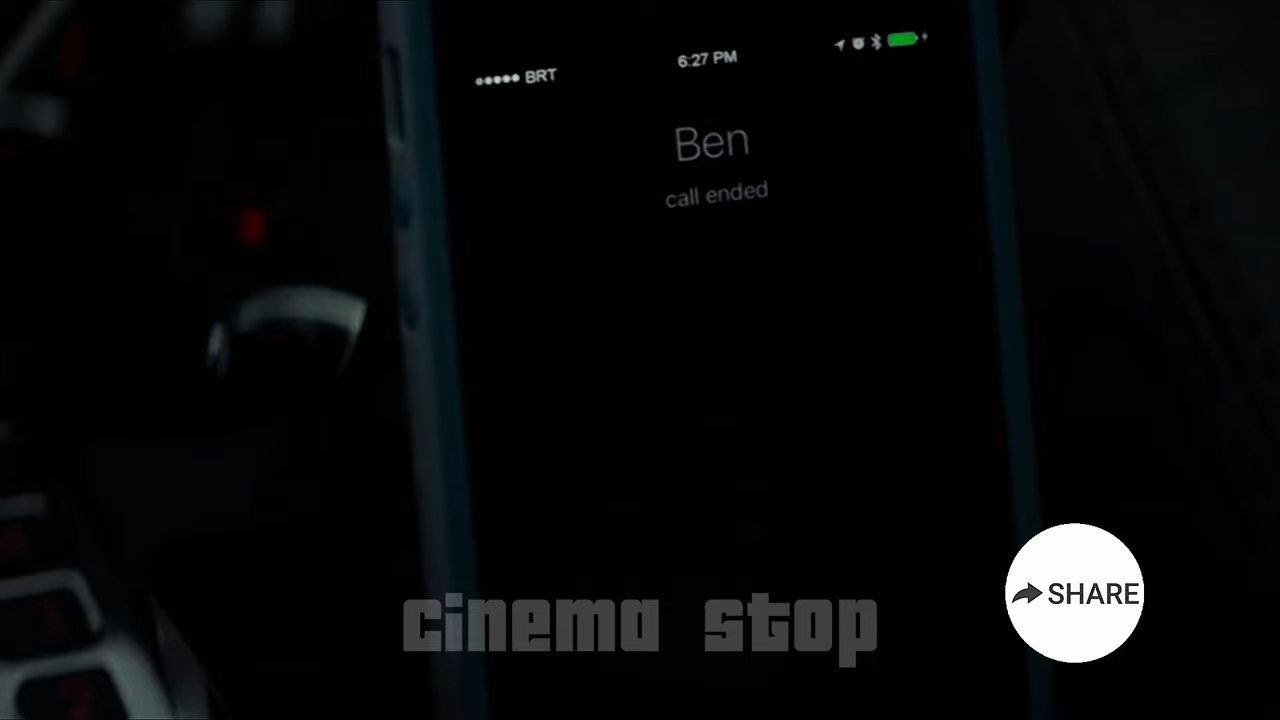 BRT
6:27 PM
Ben
call ended
cinema stop
SHARE